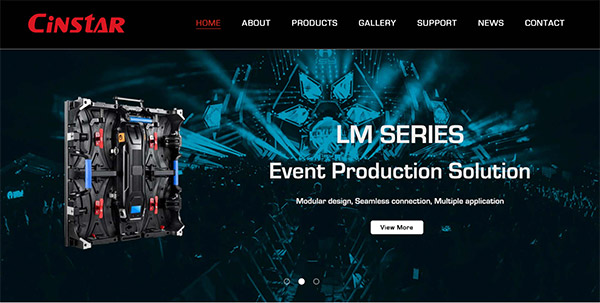 CINSTAR
HOME ABOUT PRODUCTS GALLERY SUPPORT NEWS CONTACT
LM SERIES
Event Production Solution
Modular design, Seamless connection, Multiple application
View More